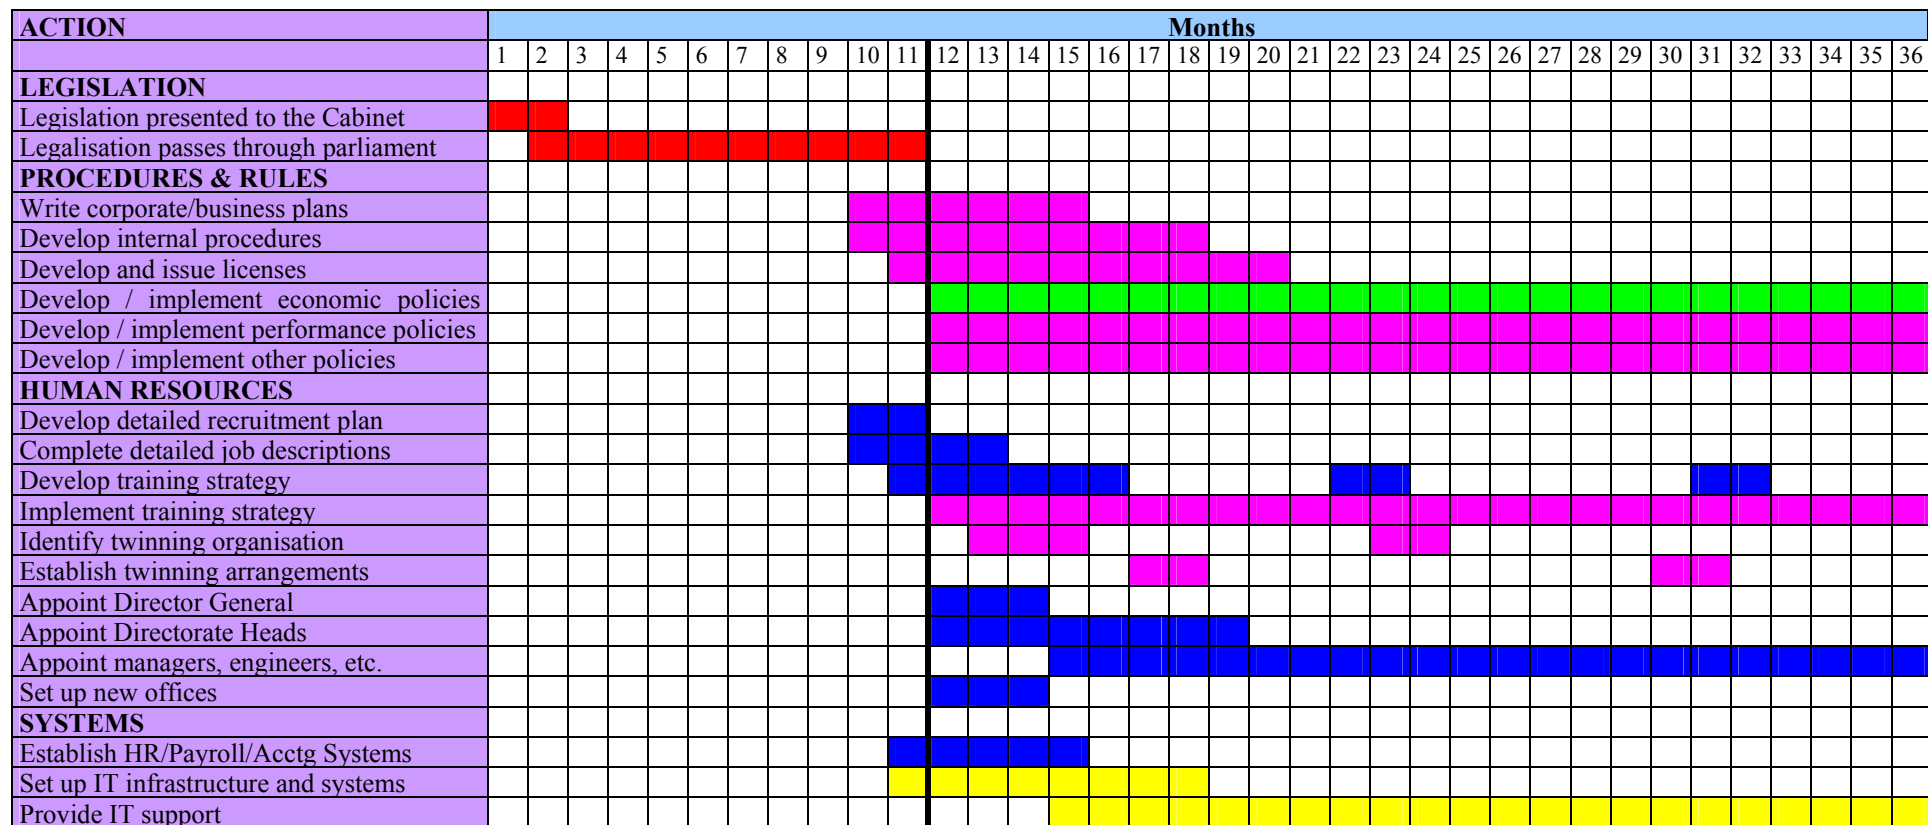 ACTION Months
1 2 3 4 5 6 7 8 9 10 11 12 13 14 15 16 17 18 19 20 21 22 23 24 25 26 27 28 29 30 31 32 33 34 35 36
LEGISLATION
Legislation presented to the Cabinet
Legalisation passes through parliament
PROCEDURES & RULES
Write corporate/business plans
Develop internal procedures
Develop and issue licenses
Develop / implement economic policies
Develop / implement performance policies
Develop / implement other policies
HUMAN RESOURCES
Develop detailed recruitment plan
Complete detailed job descriptions
Develop training strategy
Implement training strategy
Identify twinning organisation
Establish twinning arrangements
Appoint Director General
Appoint Directorate Heads
Appoint managers, engineers, etc.
Set up new offices
SYSTEMS
Establish HR/Payroll/Acctg Systems
Set up IT infrastructure and systems
Provide IT support